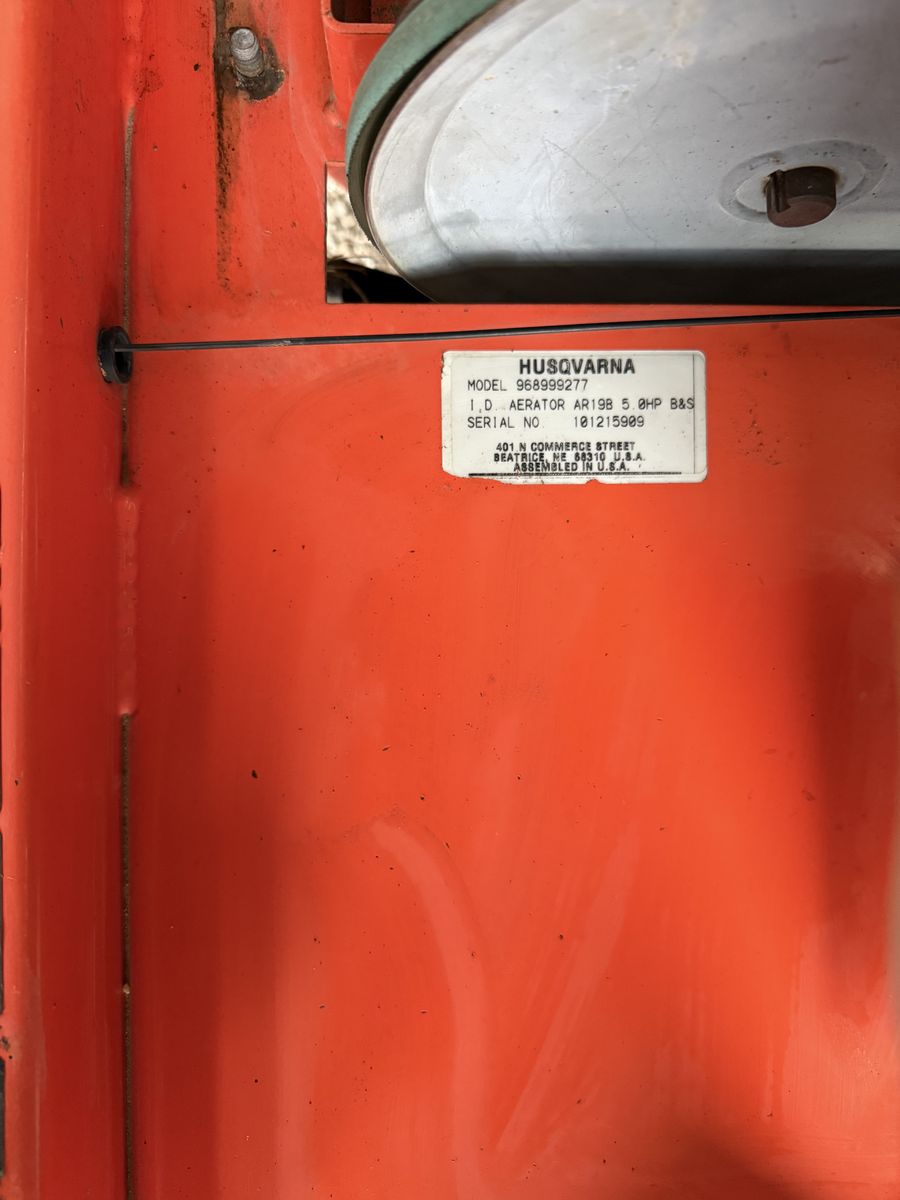 HUSQVARNA
MODEL 968999277
I.D. AERATOR AR19B 5.0HP B&S
SERIAL NO. 101215909
401 N COMMERCE STREET
BEATRICE, NE 68310 U.S.A.
ASSEMBLED IN U.S.A.